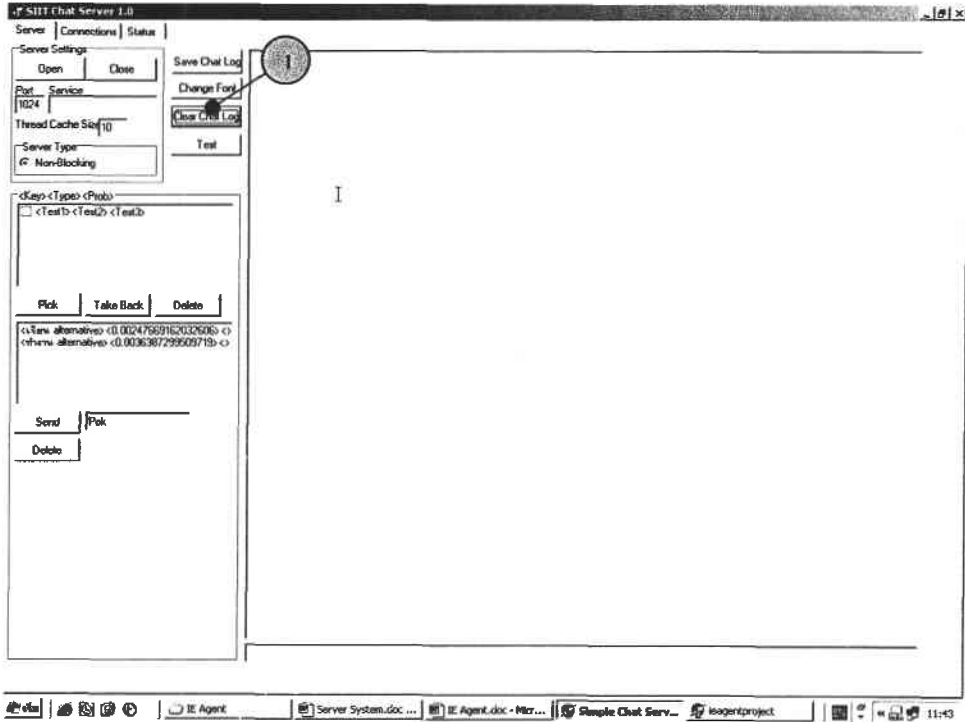 SIIT Chat Server 1.0
Server Connections Status
Server Settings
Open Close
Port Service
1024
Thread Cache Size 10
Server Type
Non-Blocking
Save Chat Log
Change Font
Clear Chat Log
Test
1
<Key> <Type> <Prob>
<Test1> <Test2> <Test3>
Pick Take Back Delete
alternative> <0.00247669162032606> <>
alternative> <0.0036387299509719> <>
Send Pok
Delete
IE Agent Server System.doc ... IE Agent.doc - Micr... Simple Chat Serv... ieagentproject 11:43